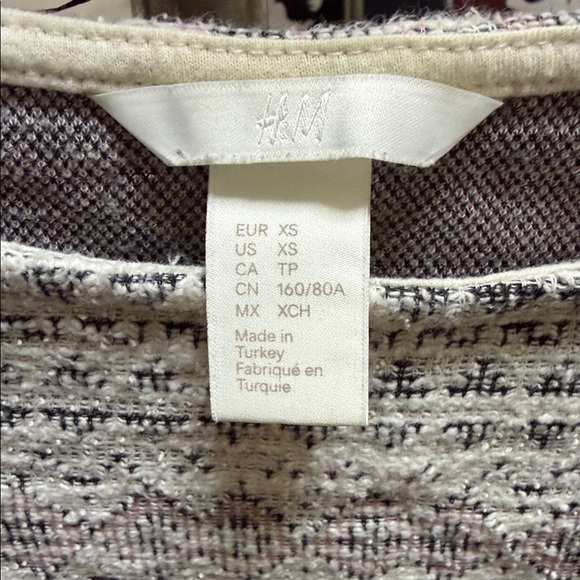 H&M
EUR XS
US XS
CA TP
CN 160/80A
MX XCH
Made in
Turkey
Fabriqué en
Turquie